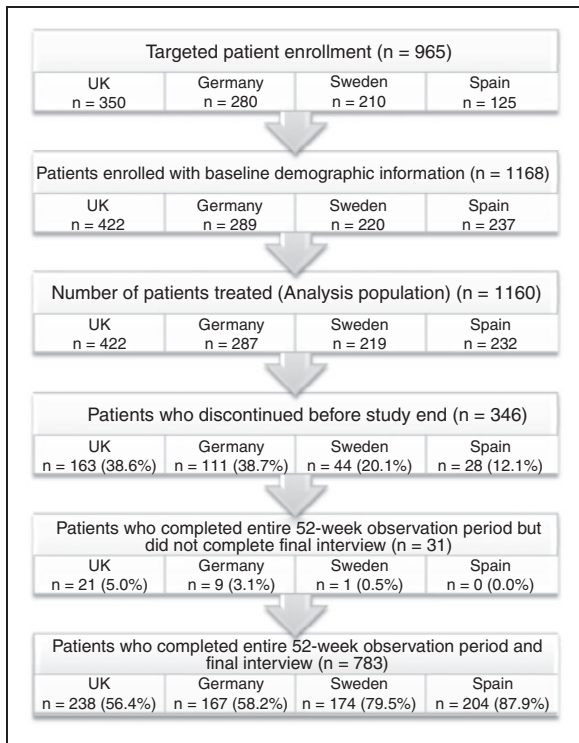 Targeted patient enrollment (n = 965)
UK Germany Sweden Spain
n = 350 n = 280 n = 210 n = 125
Patients enrolled with baseline demographic information (n = 1168)
UK Germany Sweden Spain
n = 422 n = 289 n = 220 n = 237
Number of patients treated (Analysis population) (n = 1160)
UK Germany Sweden Spain
n = 422 n = 287 n = 219 n = 232
Patients who discontinued before study end (n = 346)
UK Germany Sweden Spain
n = 163 (38.6%) n = 111 (38.7%) n = 44 (20.1%) n = 28 (12.1%)
Patients who completed entire 52-week observation period but
did not complete final interview (n = 31)
UK Germany Sweden Spain
n = 21 (5.0%) n = 9 (3.1%) n = 1 (0.5%) n = 0 (0.0%)
Patients who completed entire 52-week observation period and
final interview (n = 783)
UK Germany Sweden Spain
n = 238 (56.4%) n = 167 (58.2%) n = 174 (79.5%) n = 204 (87.9%)